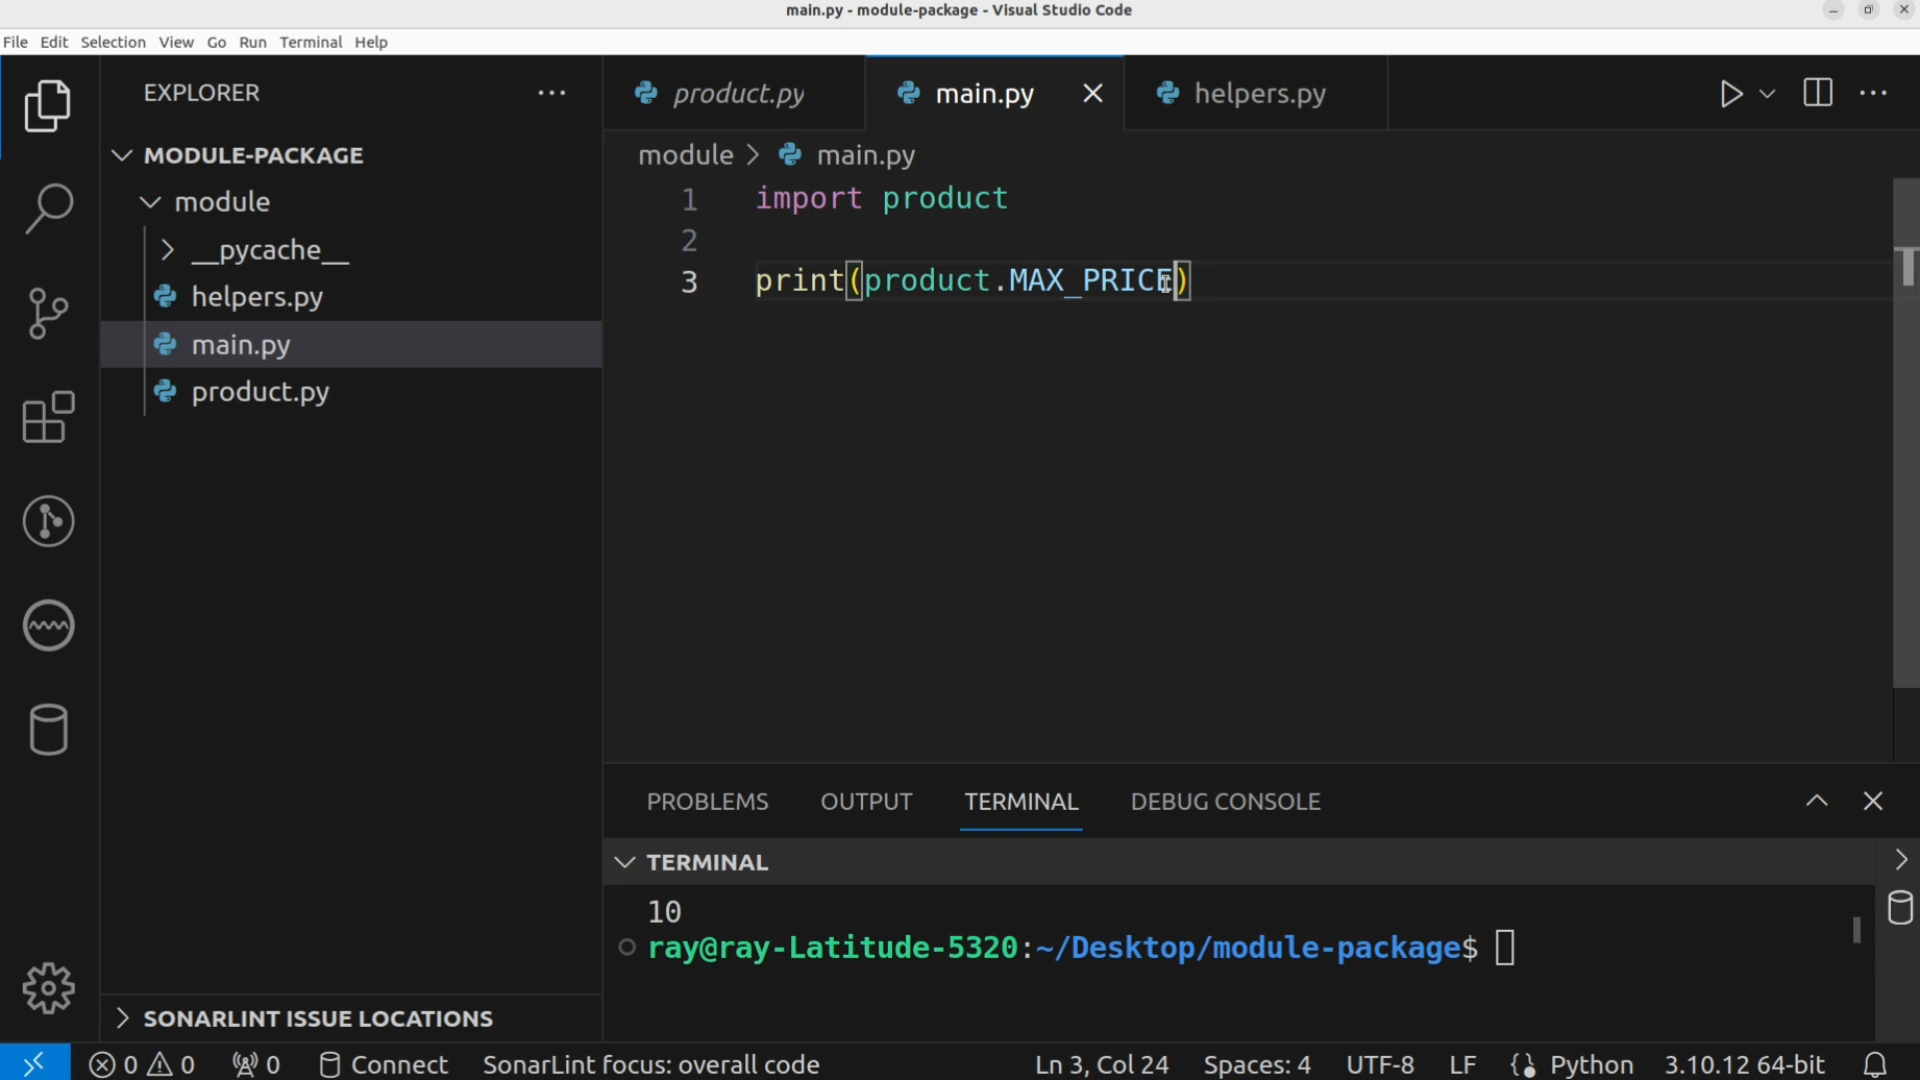 main.py - module-package - Visual Studio Code
File Edit Selection View Go Run Terminal Help
EXPLORER
MODULE-PACKAGE
module
__pycache__
helpers.py
main.py
product.py
SONARLINT ISSUE LOCATIONS
product.py main.py helpers.py
module > main.py
1 import product
2
3 print(product.MAX_PRICE)
PROBLEMS OUTPUT TERMINAL DEBUG CONSOLE
TERMINAL
10
ray@ray-Latitude-5320:~/Desktop/module-package$
0 0 0 Connect SonarLint focus: overall code Ln 3, Col 24 Spaces: 4 UTF-8 LF Python 3.10.12 64-bit